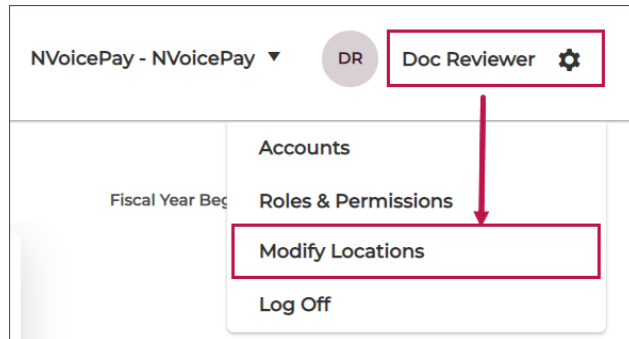 NVoicePay - NVoicePay DR Doc Reviewer
Accounts
Fiscal Year Beg Roles & Permissions
Modify Locations
Log Off